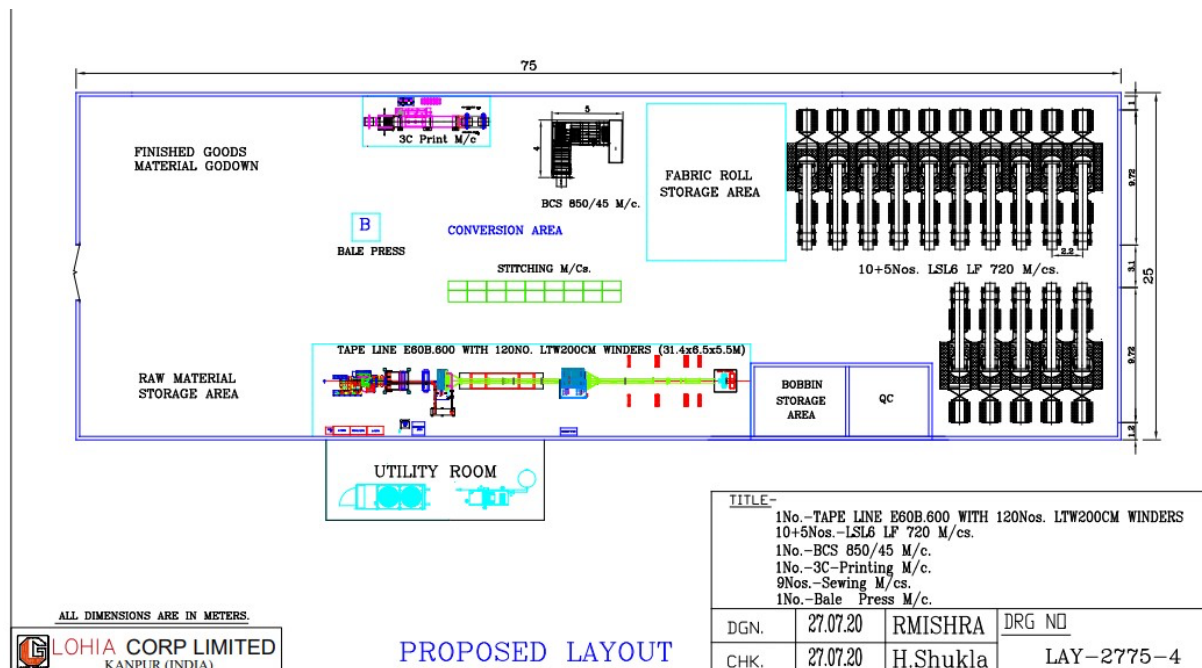 75
3C Print M/c
5
4
BCS 850/45 M/c.
FINISHED GOODS
MATERIAL GODOWN
B
BALE PRESS
CONVERSION AREA
STITCHING M/Cs.
FABRIC ROLL
STORAGE AREA
2.2
10+5Nos. LSL6 LF 720 M/cs.
1
9.72
3.1
25
9.72
1.2
TAPE LINE E60B.600 WITH 120NO. LTW200CM WINDERS (31.4x6.5x5.5M)
RAW MATERIAL
STORAGE AREA
BOBBIN
STORAGE
AREA
QC
UTILITY ROOM
TITLE-
1No.-TAPE LINE E60B.600 WITH 120Nos. LTW200CM WINDERS
10+5Nos.-LSL6 LF 720 M/cs.
1No.-BCS 850/45 M/c.
1No.-3C-Printing M/c.
9Nos.-Sewing M/cs.
1No.-Bale Press M/c.
DGN. 27.07.20 RMISHRA DRG NO
CHK. 27.07.20 H.Shukla LAY-2775-4
ALL DIMENSIONS ARE IN METERS.
LOHIA CORP LIMITED
KANPUR (INDIA)
PROPOSED LAYOUT